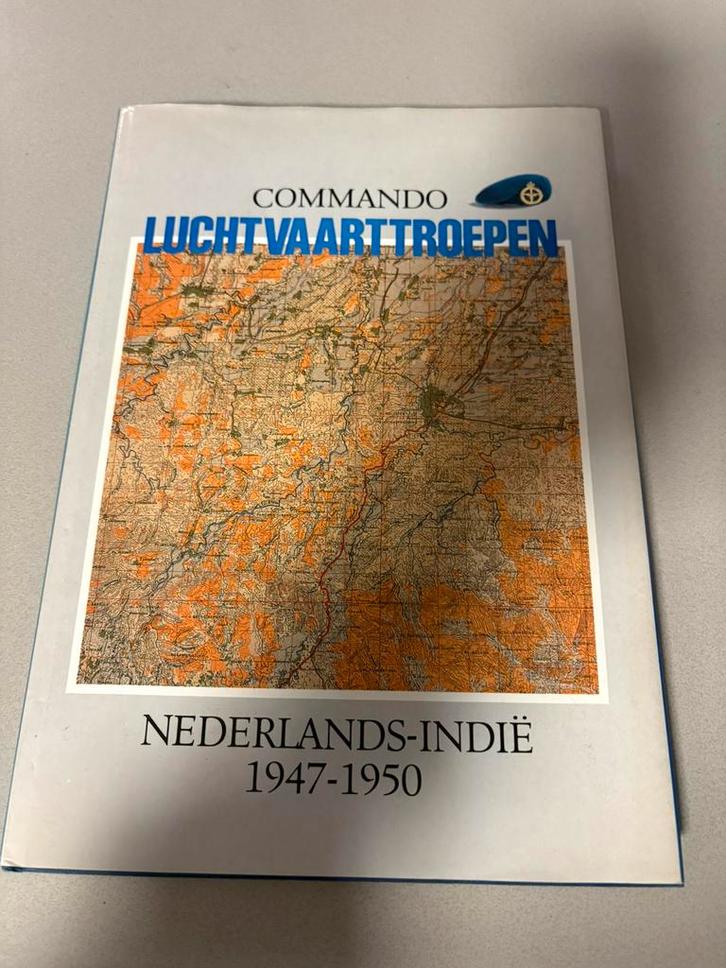 COMMANDO
LUCHTVAARTTROEPEN
NEDERLANDS-INDIË
1947-1950